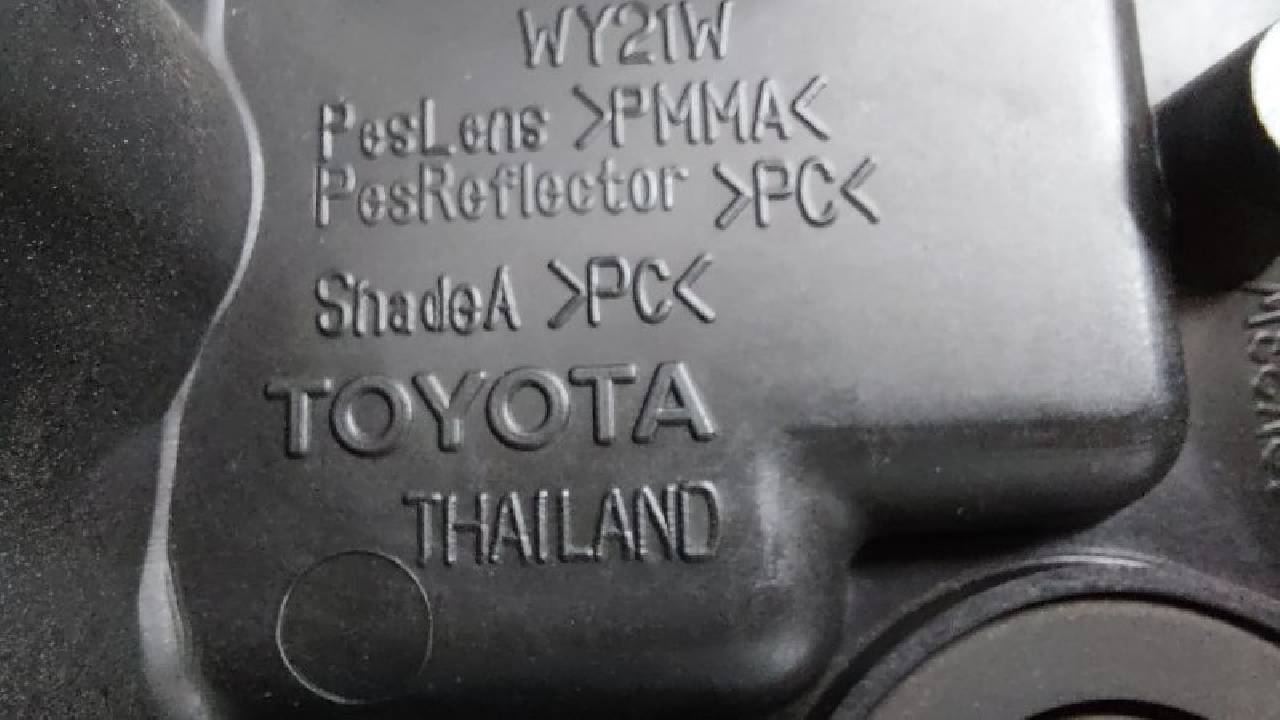 WY21W
PesLens >PMMA<
PesReflector >PC<
ShadeA >PC<
TOYOTA
THAILAND